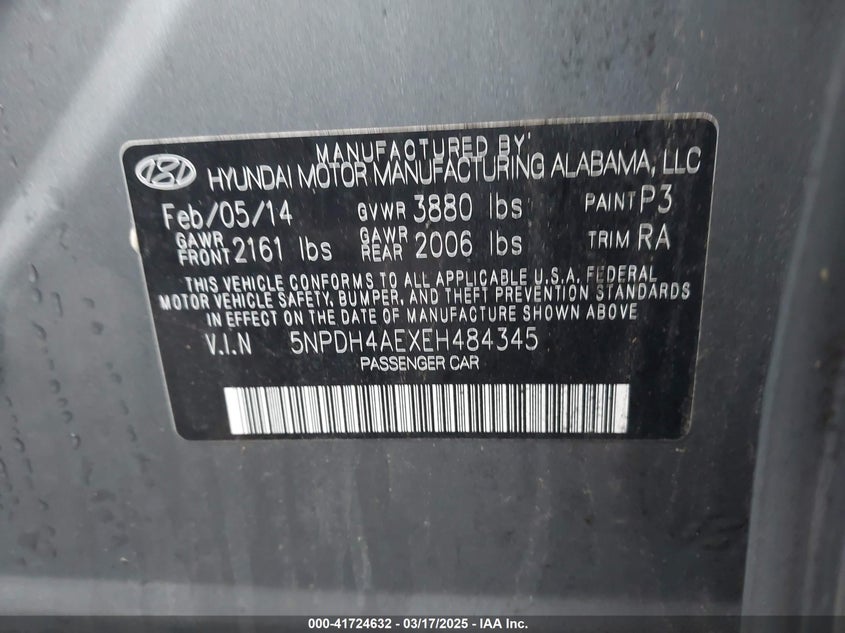 MANUFACTURED BY
HYUNDAI MOTOR MANUFACTURING ALABAMA, LLC
Feb/05/14 GVWR 3880 lbs PAINT P3
GAWR FRONT 2161 lbs GAWR REAR 2006 lbs TRIM RA
THIS VEHICLE CONFORMS TO ALL APPLICABLE U.S.A. FEDERAL
MOTOR VEHICLE SAFETY, BUMPER, AND THEFT PREVENTION STANDARDS
IN EFFECT ON THE DATE OF MANUFACTURE SHOWN ABOVE.
V.I.N 5NPDH4AEXEH484345
PASSENGER CAR
000-41724632 - 03/17/2025 - IAA Inc.